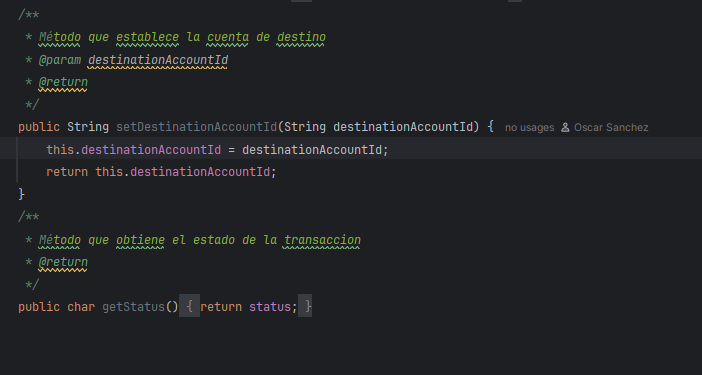 /**
 * Método que establece la cuenta de destino
 * @param destinationAccountId
 * @return
 */
public String setDestinationAccountId(String destinationAccountId) { no usages Oscar Sanchez
    this.destinationAccountId = destinationAccountId;
    return this.destinationAccountId;
}
/**
 * Método que obtiene el estado de la transaccion
 * @return
 */
public char getStatus() { return status; }